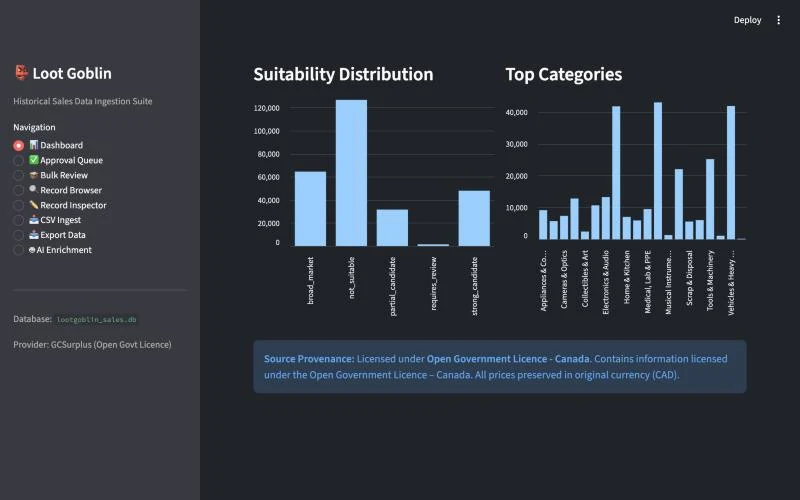 Deploy
Loot Goblin
Historical Sales Data Ingestion Suite
Navigation
Dashboard
Approval Queue
Bulk Review
Record Browser
Record Inspector
CSV Ingest
Export Data
AI Enrichment
Database: lootgoblin_sales.db
Provider: GCSurplus (Open Govt Licence)
Suitability Distribution
120,000
100,000
80,000
60,000
40,000
20,000
0
broad_market
not_suitable
partial_candidate
requires_review
strong_candidate
Top Categories
40,000
30,000
20,000
10,000
0
Appliances & Co…
Cameras & Optics
Collectibles & Art
Electronics & Audio
Home & Kitchen
Medical, Lab & PPE
Musical Instrume…
Scrap & Disposal
Tools & Machinery
Vehicles & Heavy …
Source Provenance: Licensed under Open Government Licence - Canada. Contains information licensed
under the Open Government Licence – Canada. All prices preserved in original currency (CAD).